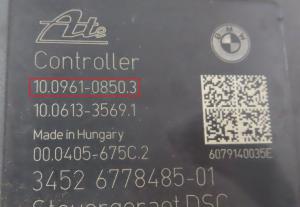 Ate
Controller
10.0961-0850.3
10.0613-3569.1
Made in Hungary
00.0405-675C.2
6079140035E
3452 6778485-01
Steuergeraet DSC